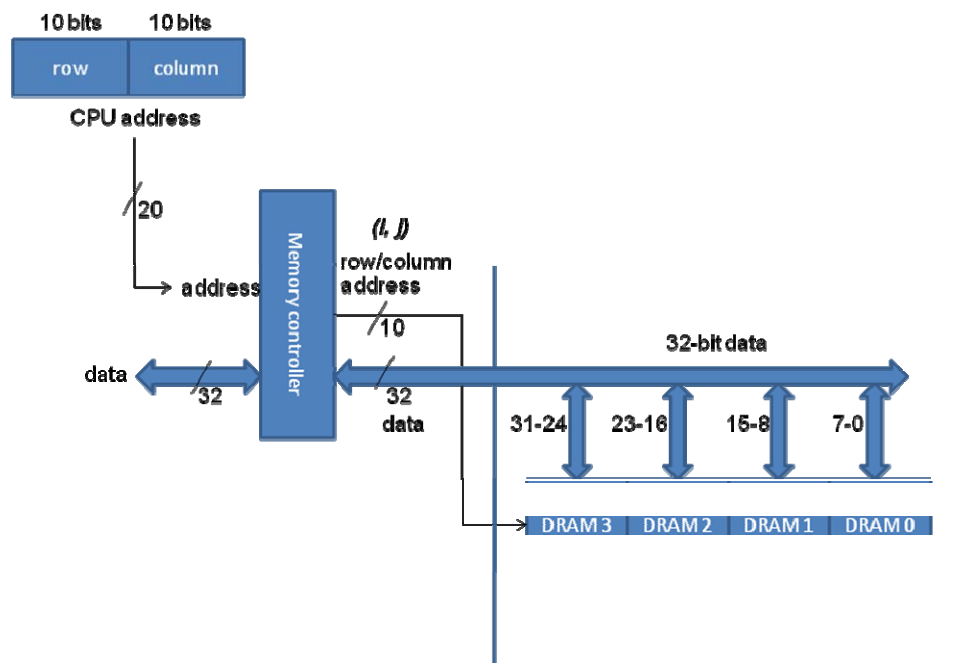 10 bits 10 bits
row column
CPU address
20
(I, J)
row/column
address
address
Memory controller
10
32-bit data
data
32
32
data
31-24 23-16 15-8 7-0
DRAM 3 DRAM 2 DRAM 1 DRAM 0